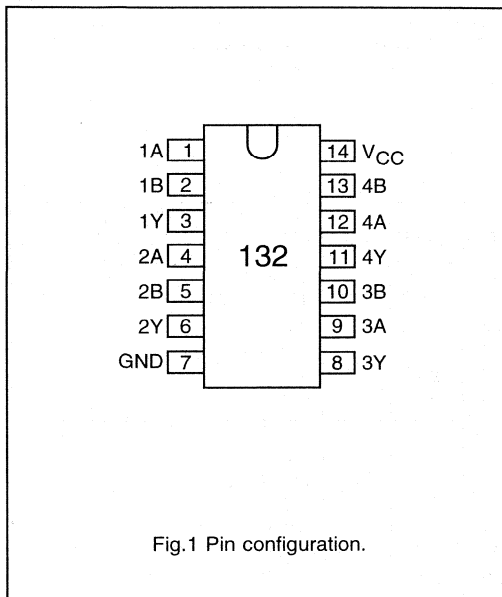 1A 1 14 VCC
1B 2 13 4B
1Y 3 12 4A
2A 4 132 11 4Y
2B 5 10 3B
2Y 6 9 3A
GND 7 8 3Y
Fig.1 Pin configuration.